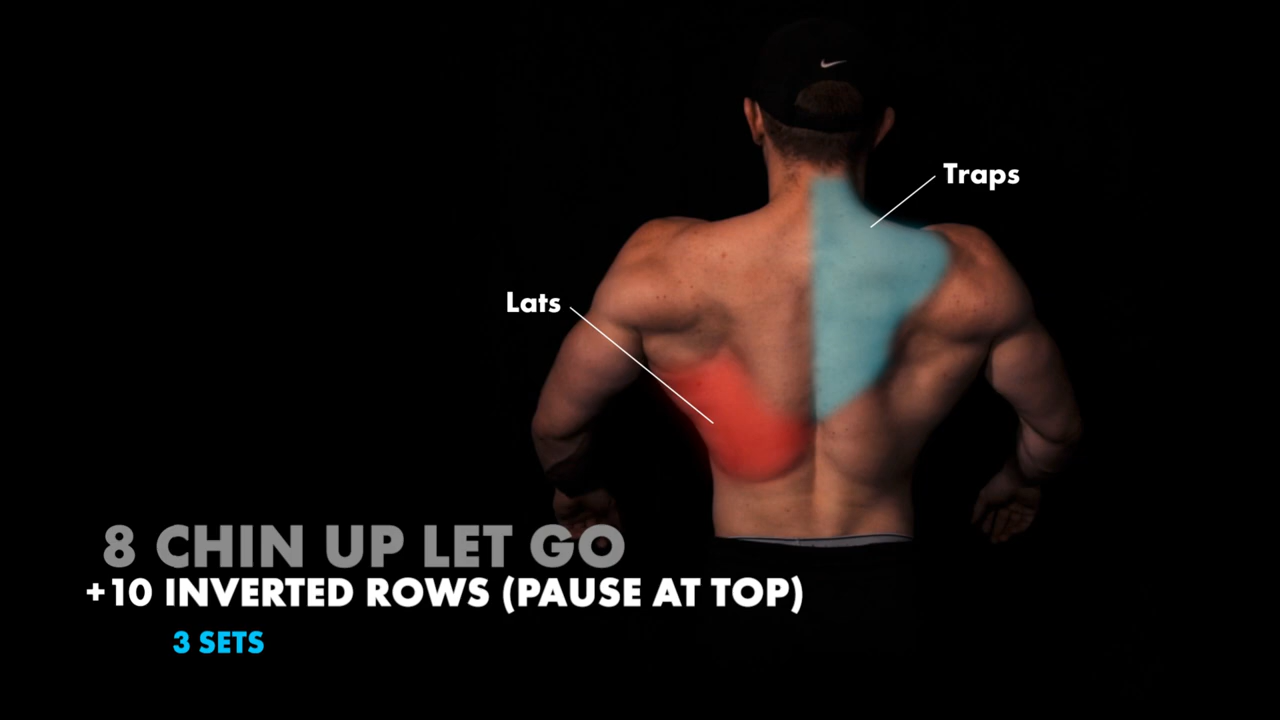 Traps
Lats
8 CHIN UP LET GO
+10 INVERTED ROWS (PAUSE AT TOP)
3 SETS